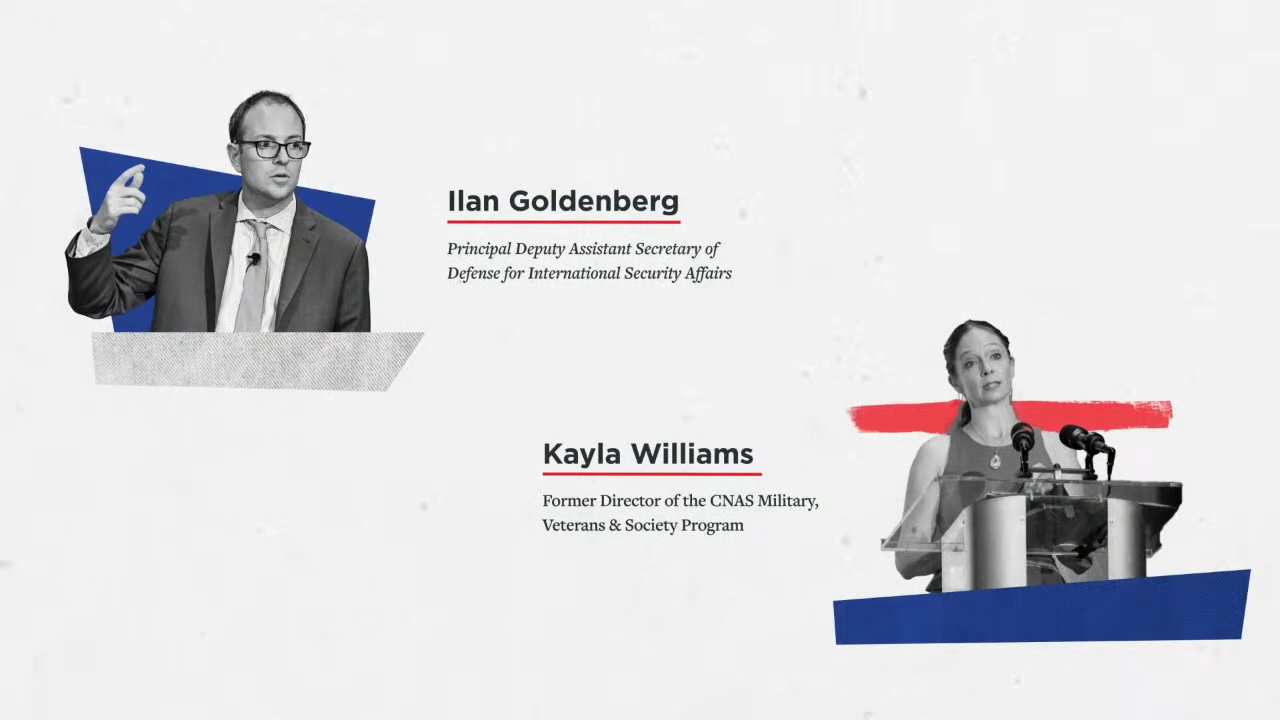 Ilan Goldenberg
Principal Deputy Assistant Secretary of
Defense for International Security Affairs
Kayla Williams
Former Director of the CNAS Military,
Veterans & Society Program